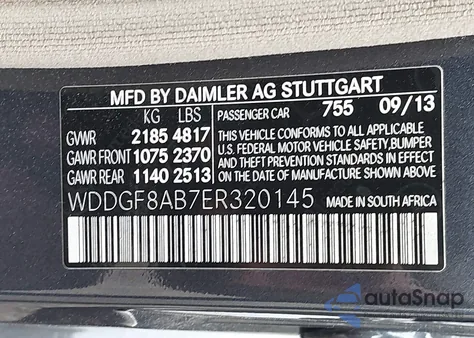 MFD BY DAIMLER AG STUTTGART
KG LBS PASSENGER CAR 755 09/13
GVWR 2185 4817 THIS VEHICLE CONFORMS TO ALL APPLICABLE
U.S. FEDERAL MOTOR VEHICLE SAFETY, BUMPER
GAWR FRONT 1075 2370 AND THEFT PREVENTION STANDARDS IN
EFFECT ON THE DATE OF MANUFACTURE
GAWR REAR 1140 2513 SHOWN ABOVE.
WDDGF8AB7ER320145 MADE IN SOUTH AFRICA
autoSnap